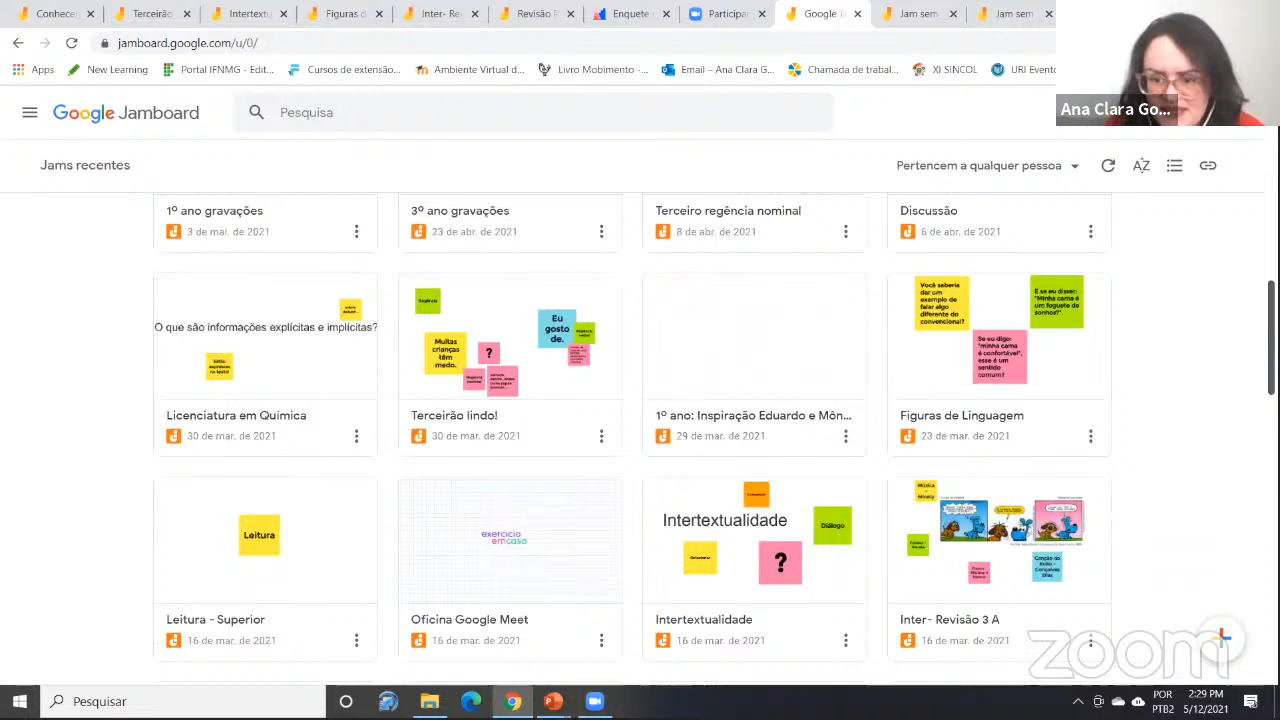 Conhece
Terceirão
Intertex
Figuras d
Inter-
Revisão
Enquete
Participar
Google J
Jam sem
Jam sem
jamboard.google.com/u/0/
Apps
New Learning
Portal IFNMG - Edit...
Cursos de extensão...
Ambiente Virtual d...
Livro Mobimento -...
Email – Ana Clara G...
Chamada de trabal...
XI SINCOL
URI Evento
Ana Clara Go...
Google Jamboard
Pesquisa
Jams recentes
Pertencem a qualquer pessoa
AZ
1º ano gravações
3 de mai. de 2021
3º ano gravações
23 de abr. de 2021
Terceiro regência nominal
8 de abr. de 2021
Discussão
6 de abr. de 2021
O que são informações explícitas e implícitas?
Licenciatura em Química
30 de mar. de 2021
Muitas
crianças
têm
medo.
?
Eu
gosto
de.
Terceirão lindo!
30 de mar. de 2021
1º ano: Inspiração Eduardo e Môn...
29 de mar. de 2021
Você saberia
dar um
exemplo de
falar algo
diferente do
convencional?
E se eu disser:
"Minha cama é
um foguete de
sonhos?".
Se eu digo:
"minha cama
é confortável",
esse é um
sentido
comum?
Figuras de Linguagem
23 de mar. de 2021
Leitura
Leitura - Superior
16 de mar. de 2021
exercício
emcasa
Oficina Google Meet
16 de mar. de 2021
Intertextualidade
Diálogo
?
Intertextualidade
16 de mar. de 2021
Canção do
Exílio -
Gonçalves
Dias
Inter- Revisão 3 A
16 de mar. de 2021
zoom
Pesquisar
POR
PTB2
2:29 PM
5/12/2021